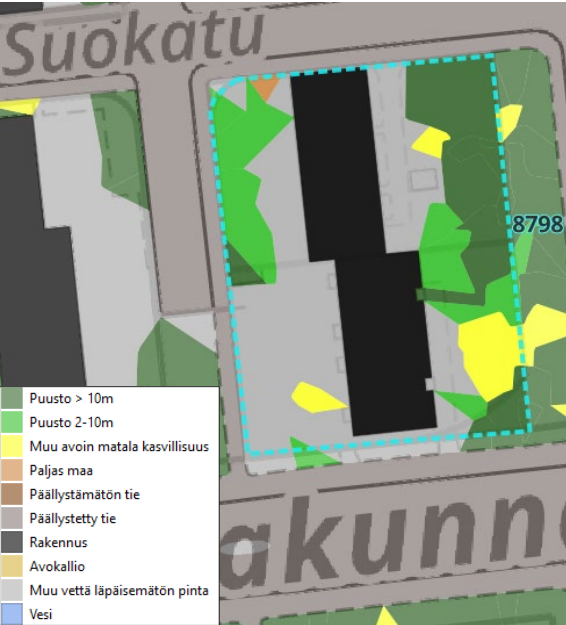 Suokatu
8798
Puusto > 10m
Puusto 2-10m
Muu avoin matala kasvillisuus
Paljas maa
Päällystämätön tie
Päällystetty tie
Rakennus
Avokallio
Muu vettä läpäisemätön pinta
Vesi
akunn